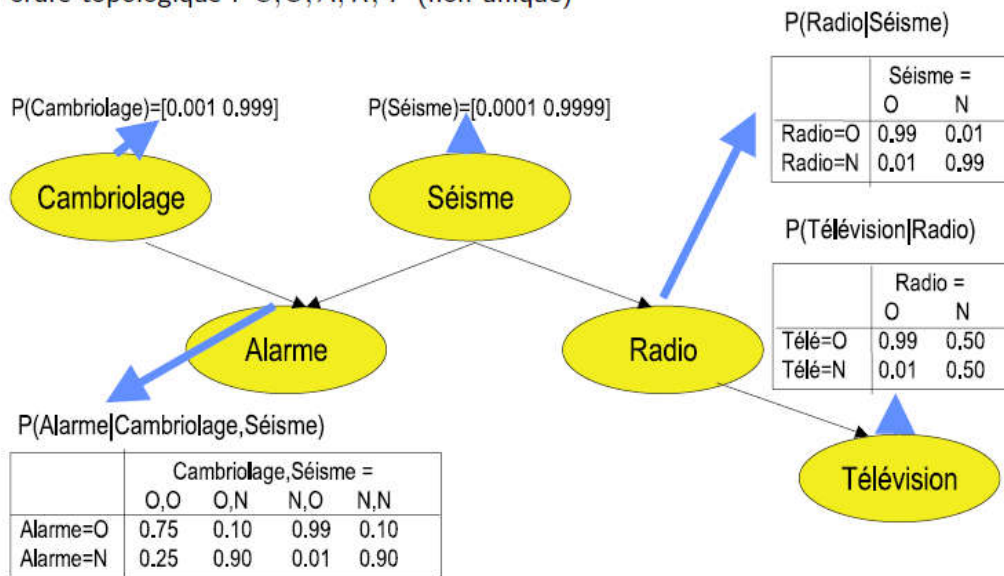 P(Radio|Séisme)
Séisme =
O N
Radio=O 0.99 0.01
Radio=N 0.01 0.99
P(Cambriolage)=[0.001 0.999]
P(Séisme)=[0.0001 0.9999]
Cambriolage
Séisme
P(Télévision|Radio)
Radio =
O N
Télé=O 0.99 0.50
Télé=N 0.01 0.50
Alarme
Radio
P(Alarme|Cambriolage,Séisme)
Cambriolage,Séisme =
O,O O,N N,O N,N
Alarme=O 0.75 0.10 0.99 0.10
Alarme=N 0.25 0.90 0.01 0.90
Télévision